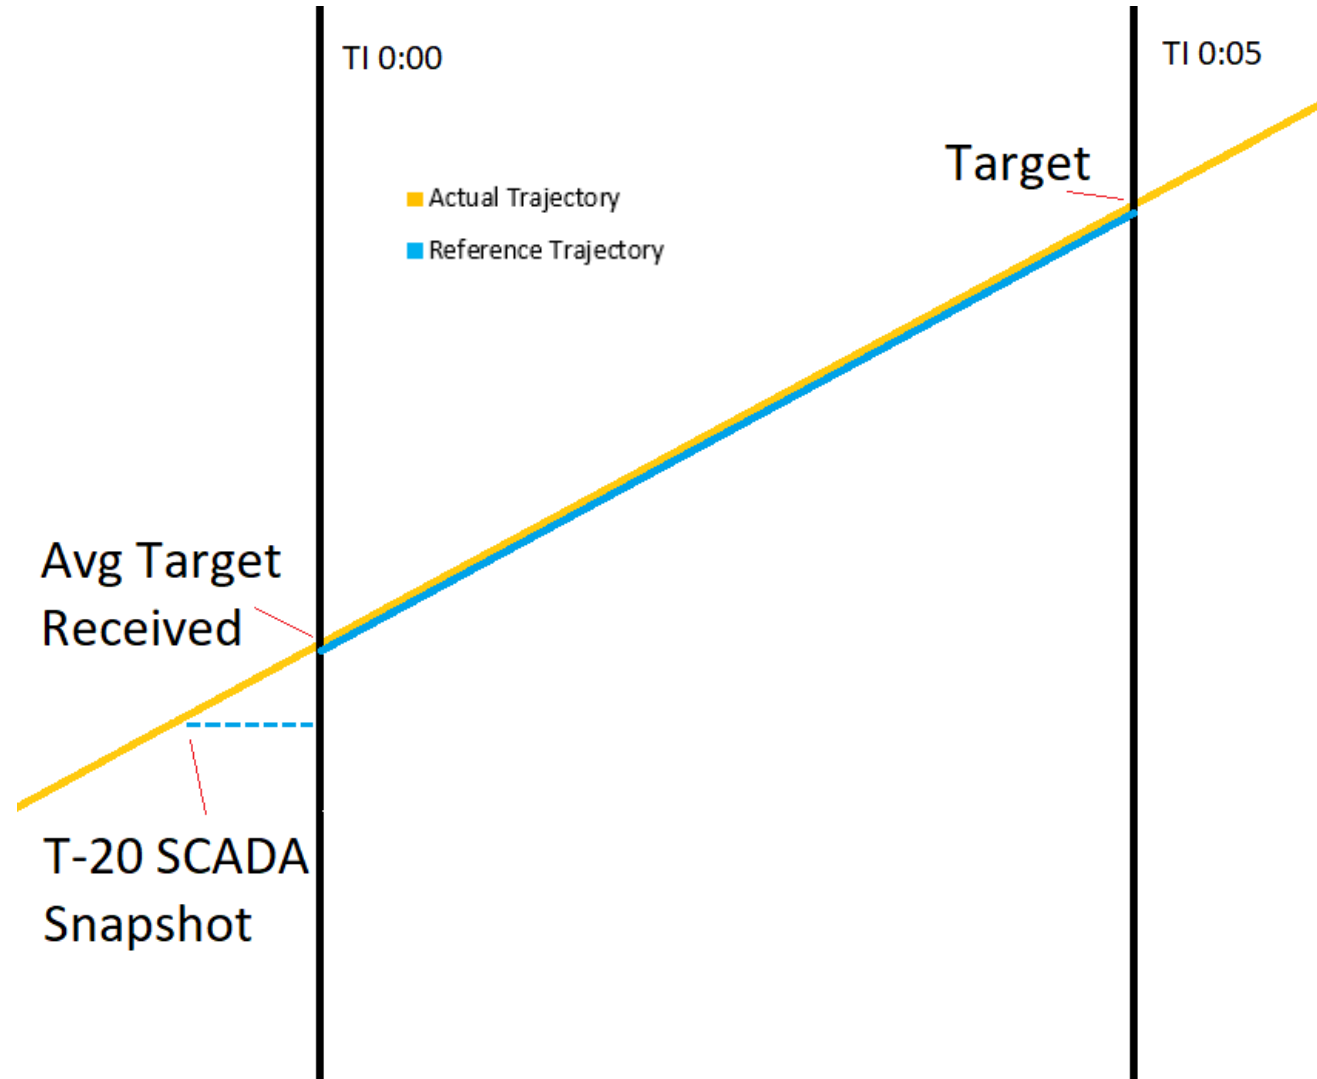 TI 0:00
TI 0:05
Target
Actual Trajectory
Reference Trajectory
Avg Target
Received
T-20 SCADA
Snapshot